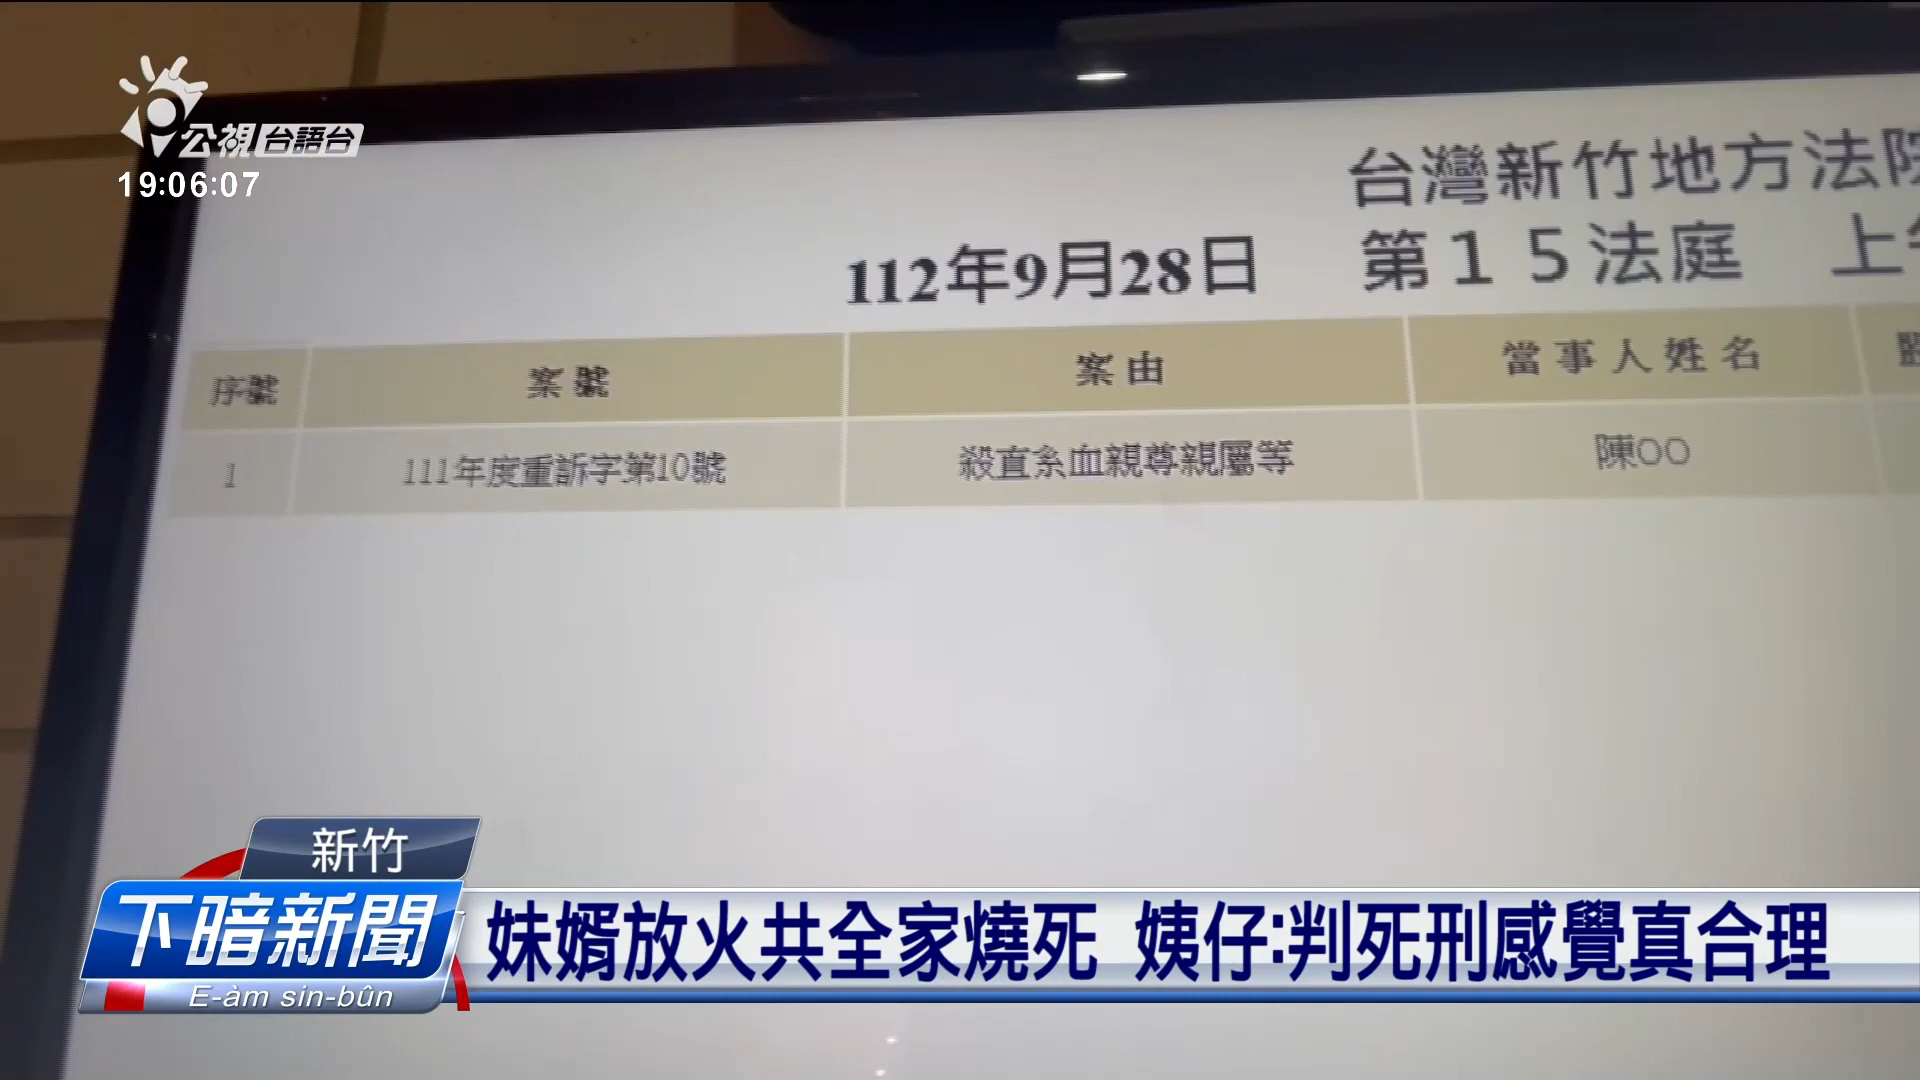 公視台語台
19:06:07
台灣新竹地方法院
112年9月28日 第15法庭 上午
序號 案號 案由 當事人姓名
1 111年度重訴字第10號 殺直系血親尊親屬等 陳OO
新竹
下暗新聞
E-àm sin-bûn
妹婿放火共全家燒死 姨仔:判死刑感覺真合理